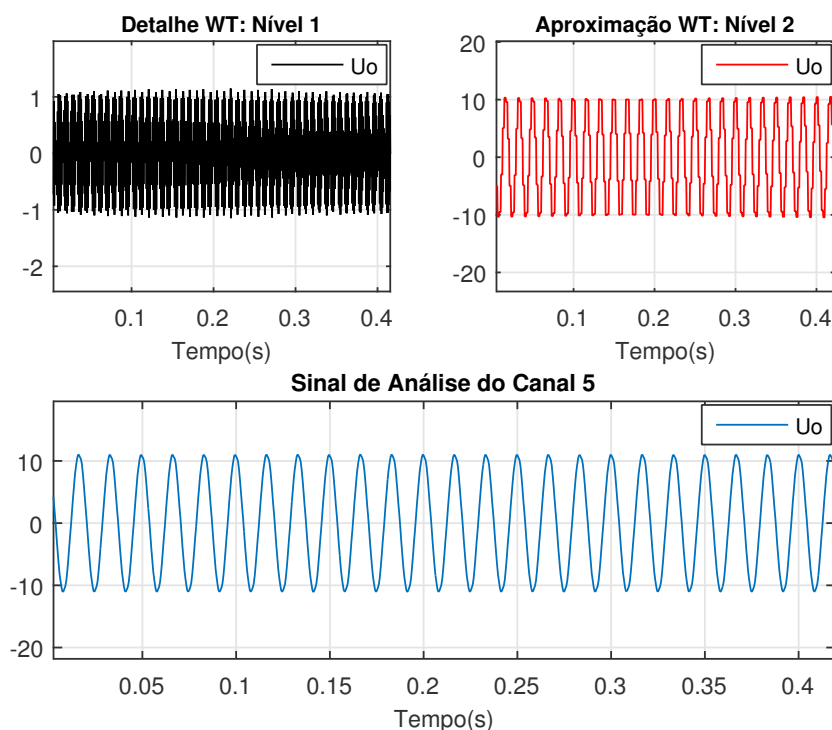 Detalhe WT: Nível 1
Uo
1
0
-1
-2
0.1 0.2 0.3 0.4
Tempo(s)
Aproximação WT: Nível 2
Uo
20
10
0
-10
-20
0.1 0.2 0.3 0.4
Tempo(s)
Sinal de Análise do Canal 5
Uo
10
0
-10
-20
0.05 0.1 0.15 0.2 0.25 0.3 0.35 0.4
Tempo(s)